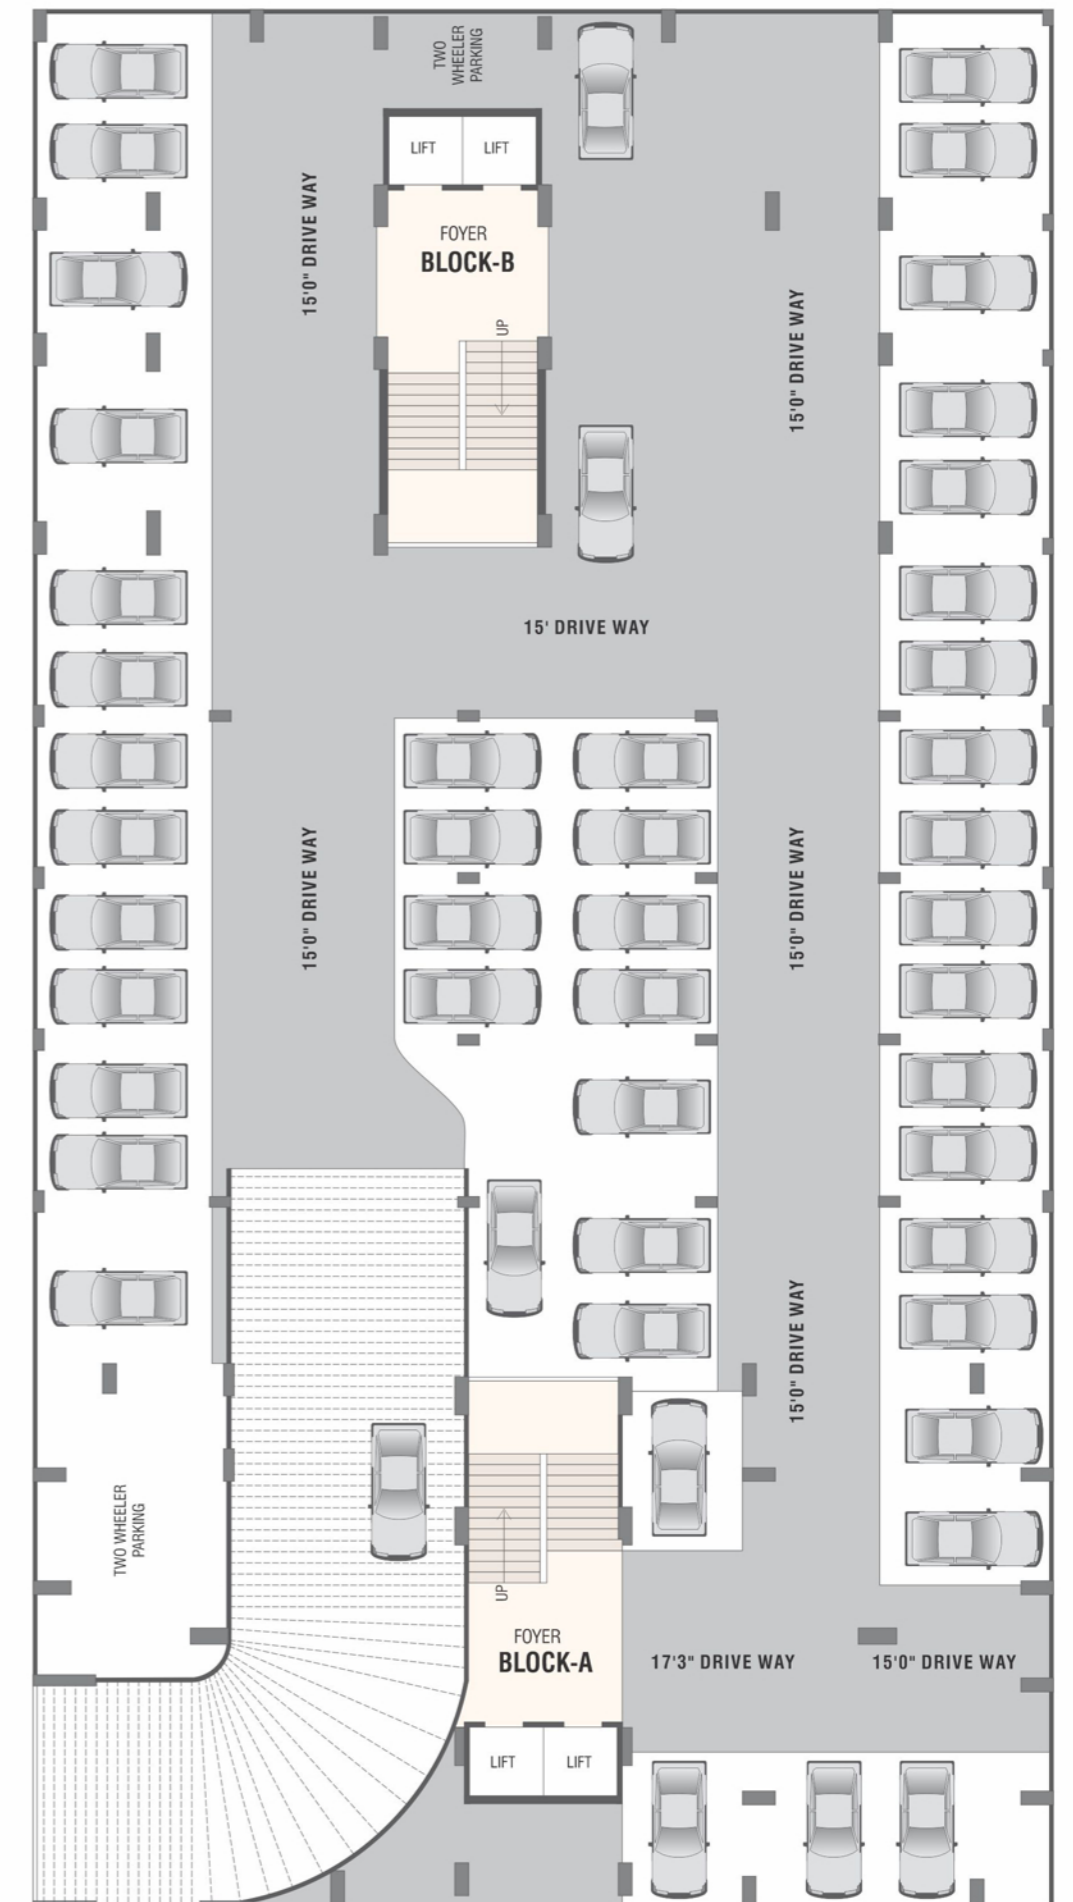 TWO
WHEELER
PARKING
LIFT
LIFT
15'0" DRIVE WAY
FOYER
BLOCK-B
UP
15'0" DRIVE WAY
15' DRIVE WAY
15'0" DRIVE WAY
15'0" DRIVE WAY
15'0" DRIVE WAY
TWO WHEELER
PARKING
UP
FOYER
BLOCK-A
17'3" DRIVE WAY
15'0" DRIVE WAY
LIFT
LIFT